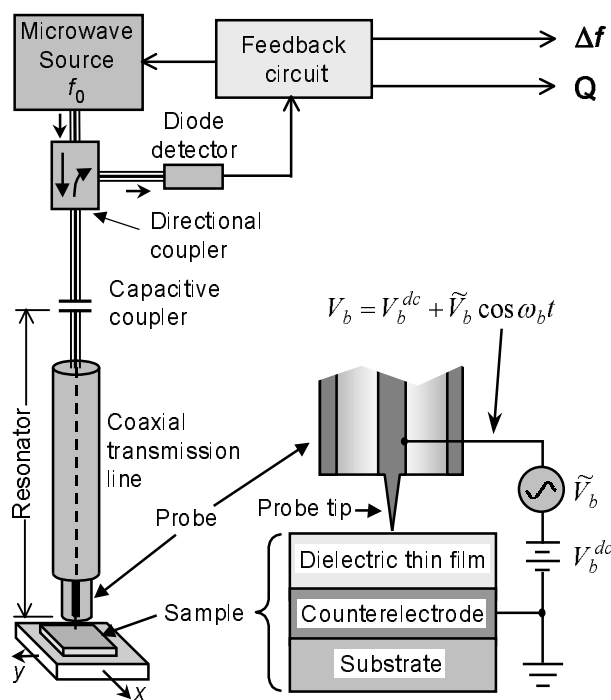 Microwave
Source
f₀
Feedback
circuit
Δf
Q
Diode
detector
Directional
coupler
Capacitive
coupler
V_b = V_b^{dc} + Ṽ_b cos ω_b t
Resonator
Coaxial
transmission
line
Probe
Probe tip
Ṽ_b
V_b^{dc}
Sample
Dielectric thin film
Counterelectrode
Substrate
y
x